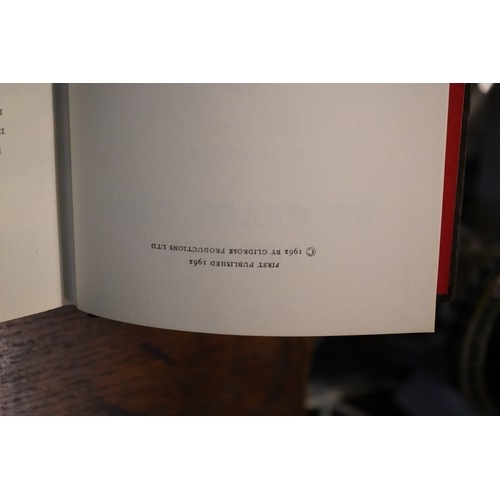 FIRST PUBLISHED 1962
© 1962 BY GLIDROSE PRODUCTIONS LTD